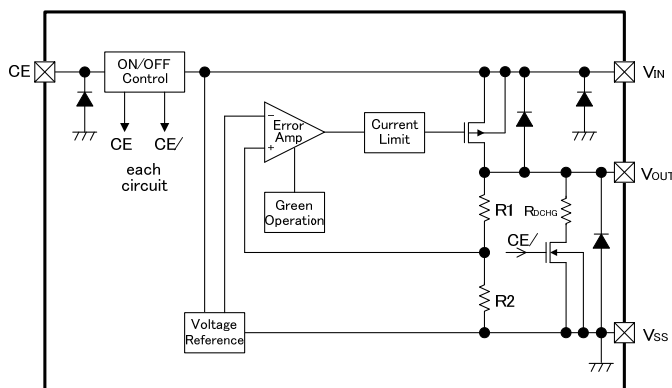 CE
ON/OFF
Control
VIN
CE
CE/
each
circuit
−
Error
Amp
+
Current
Limit
Green
Operation
VOUT
R1
RDCHG
CE/
R2
Voltage
Reference
VSS